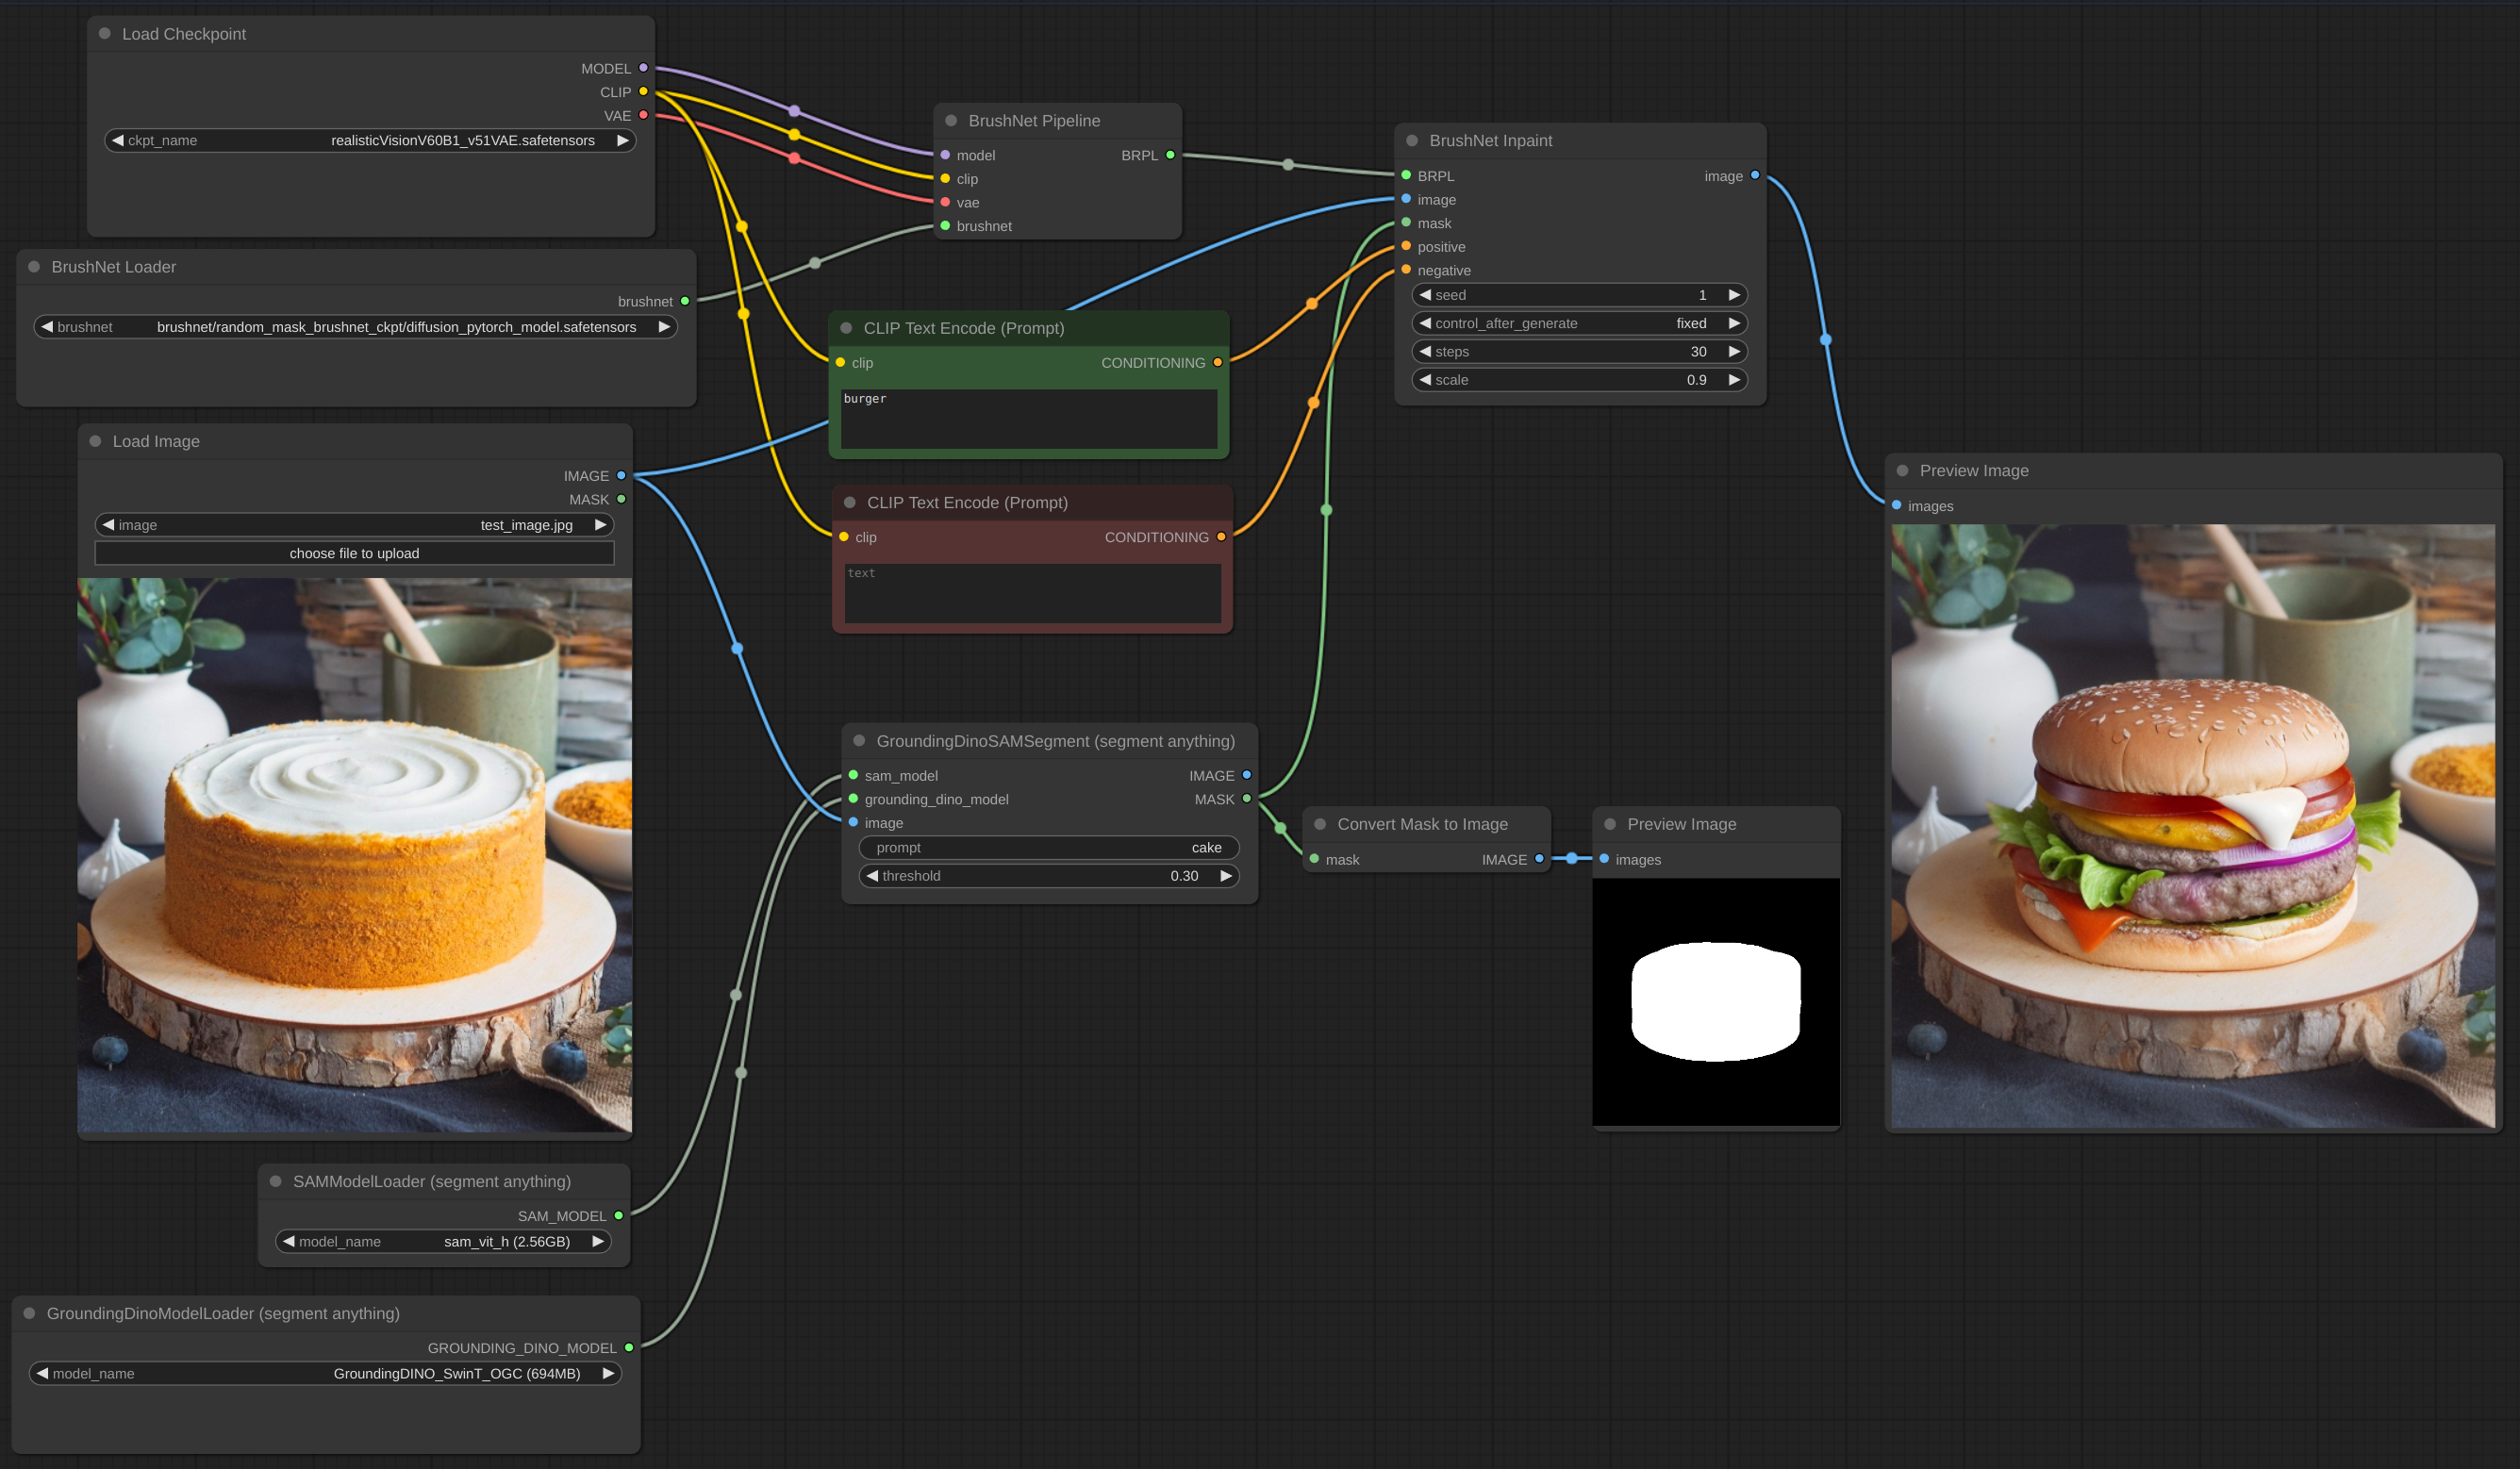 Load Checkpoint
MODEL
CLIP
VAE
ckpt_name realisticVisionV60B1_v51VAE.safetensors
BrushNet Loader
brushnet
brushnet brushnet/random_mask_brushnet_ckpt/diffusion_pytorch_model.safetensors
Load Image
IMAGE
MASK
image test_image.jpg
choose file to upload
SAMModelLoader (segment anything)
SAM_MODEL
model_name sam_vit_h (2.56GB)
GroundingDinoModelLoader (segment anything)
GROUNDING_DINO_MODEL
model_name GroundingDINO_SwinT_OGC (694MB)
BrushNet Pipeline
model BRPL
clip
vae
brushnet
CLIP Text Encode (Prompt)
clip CONDITIONING
burger
CLIP Text Encode (Prompt)
clip CONDITIONING
text
GroundingDinoSAMSegment (segment anything)
sam_model IMAGE
grounding_dino_model MASK
image
prompt cake
threshold 0.30
BrushNet Inpaint
BRPL image
image
mask
positive
negative
seed 1
control_after_generate fixed
steps 30
scale 0.9
Convert Mask to Image
mask IMAGE
Preview Image
images
Preview Image
images